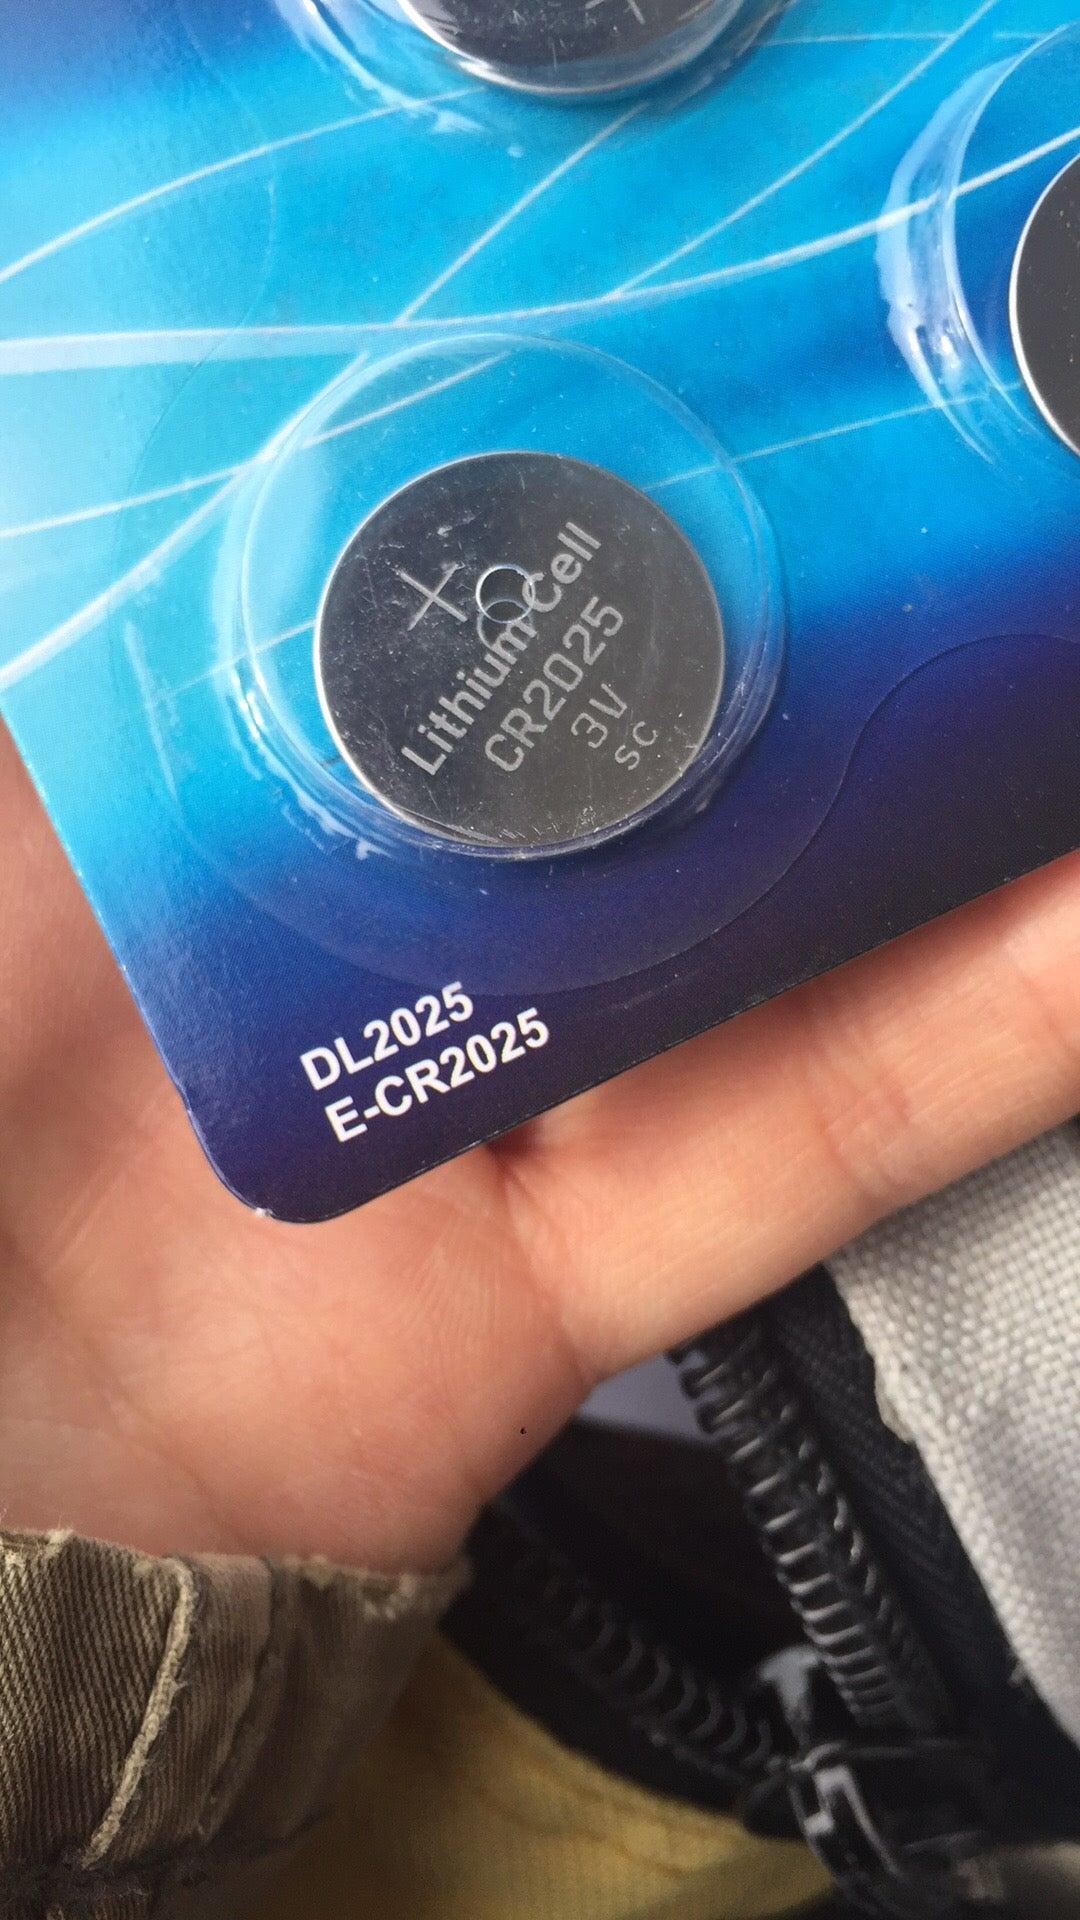 +
Lithium Cell
CR2025
3V
SC
DL2025
E-CR2025